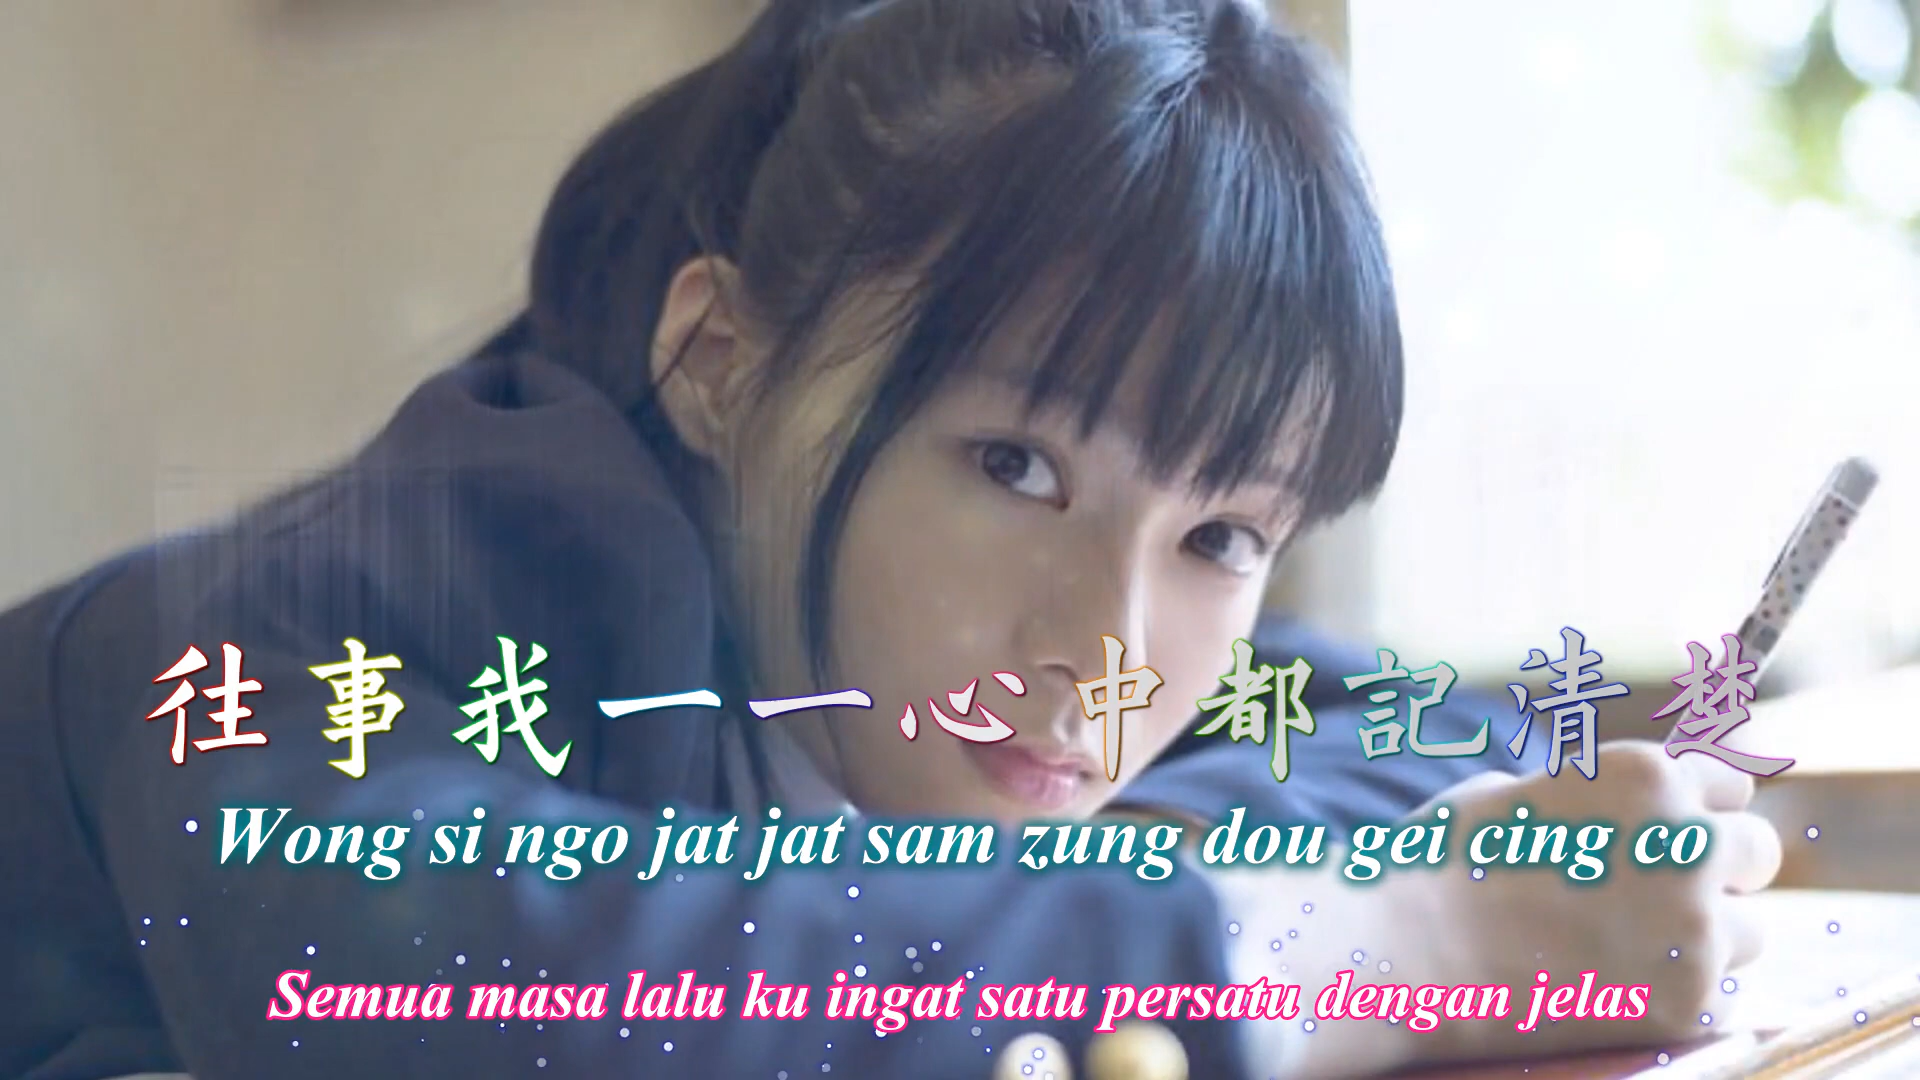 往事我一一心中都記清楚
Wong si ngo jat jat sam zung dou gei cing co
Semua masa lalu ku ingat satu persatu dengan jelas